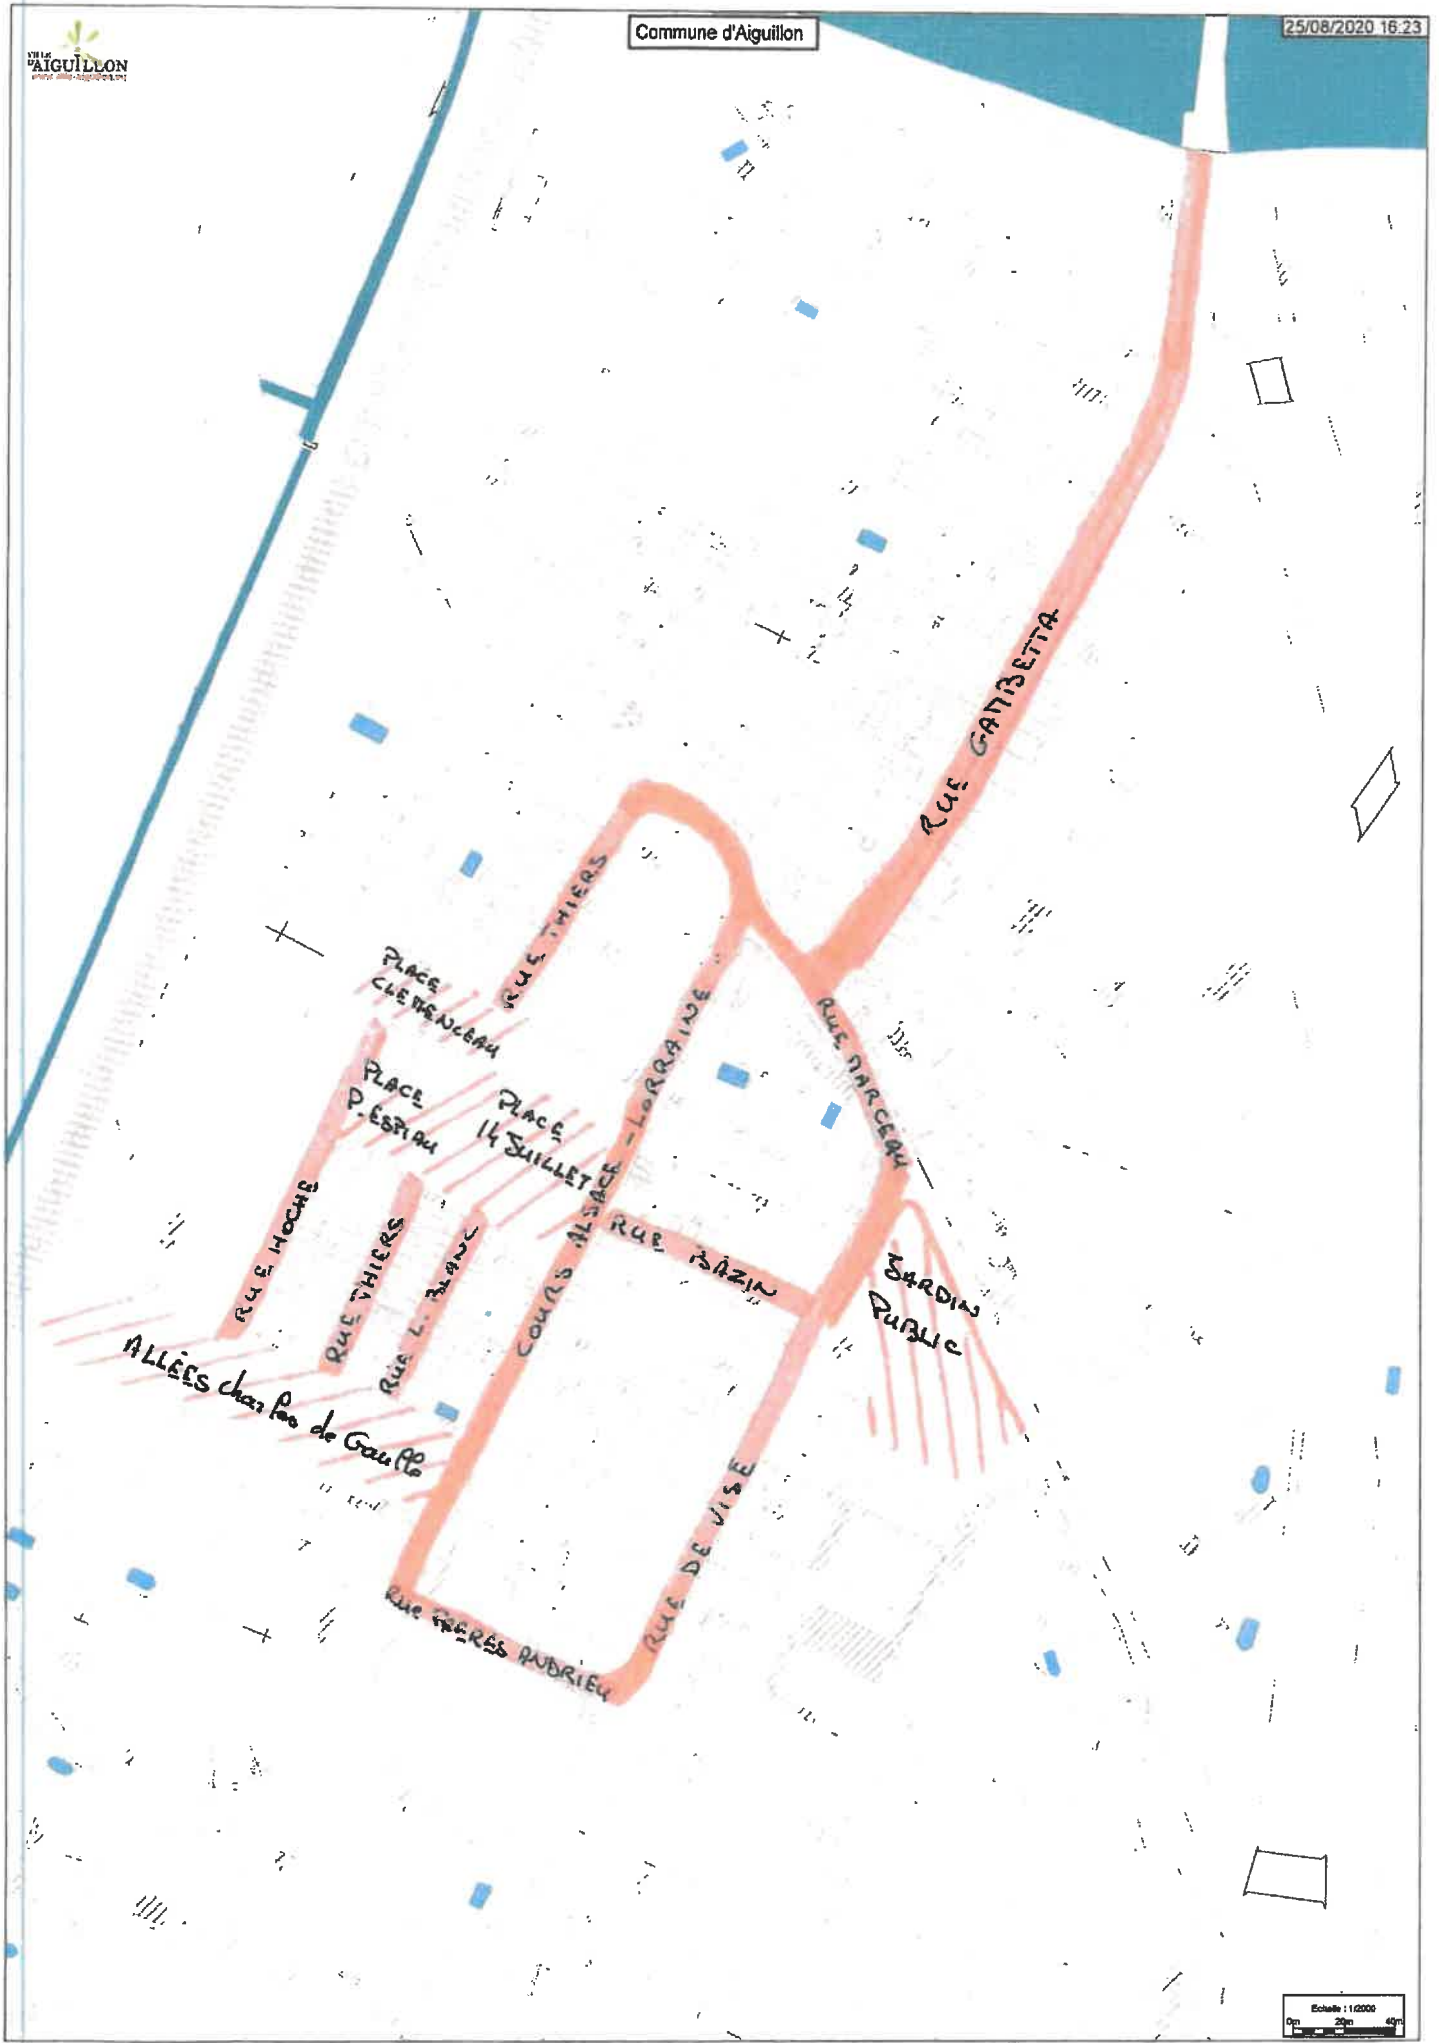 VILLE
D'AIGUILLON
Commune d'Aiguillon
25/08/2020 16:23
RUE GAMBETTA
RUE THIERS
PLACE
CLEMENCEAU
RUE MARCEAU
COURS ALSACE-LORRAINE
PLACE
P. ESPIAU
PLACE
14 JUILLET
RUE HOCHE
RUE THIERS
RUE L. BLANC
RUE BAZIN
JARDIN
PUBLIC
ALLÉES Charles de Gaulle
RUE DE VISE
RUE FRERES ANDRIEU
Echelle : 1/2000
0m 20m 40m